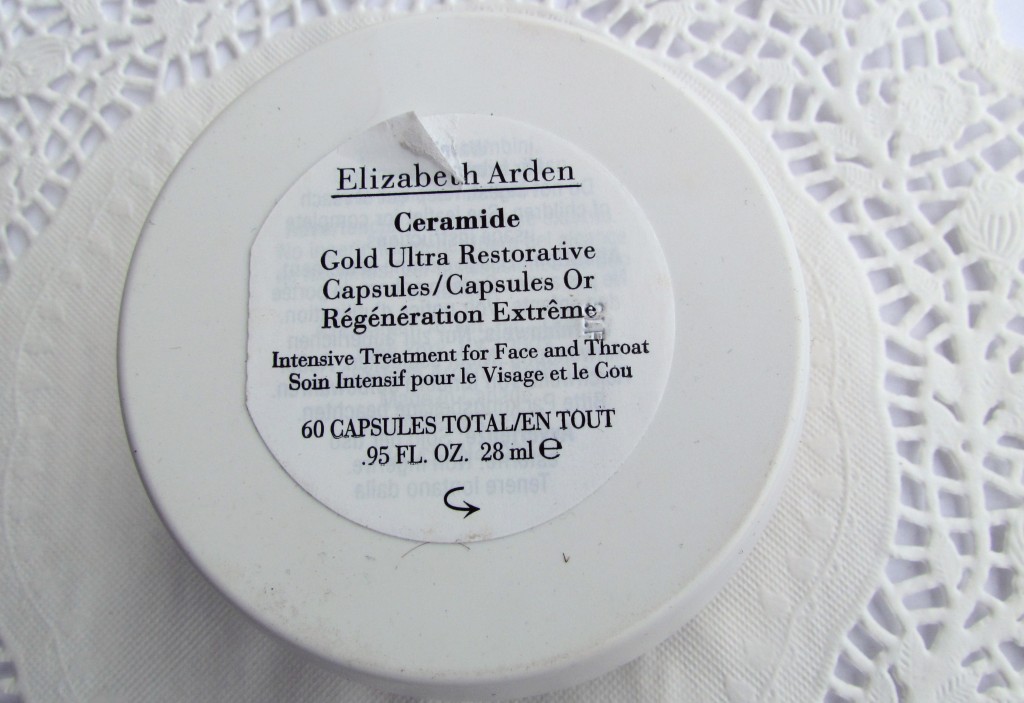 Elizabeth Arden
Ceramide
Gold Ultra Restorative
Capsules/Capsules Or
Régénération Extrême
Intensive Treatment for Face and Throat
Soin Intensif pour le Visage et le Cou
60 CAPSULES TOTAL/EN TOUT
.95 FL. OZ. 28 ml ℮